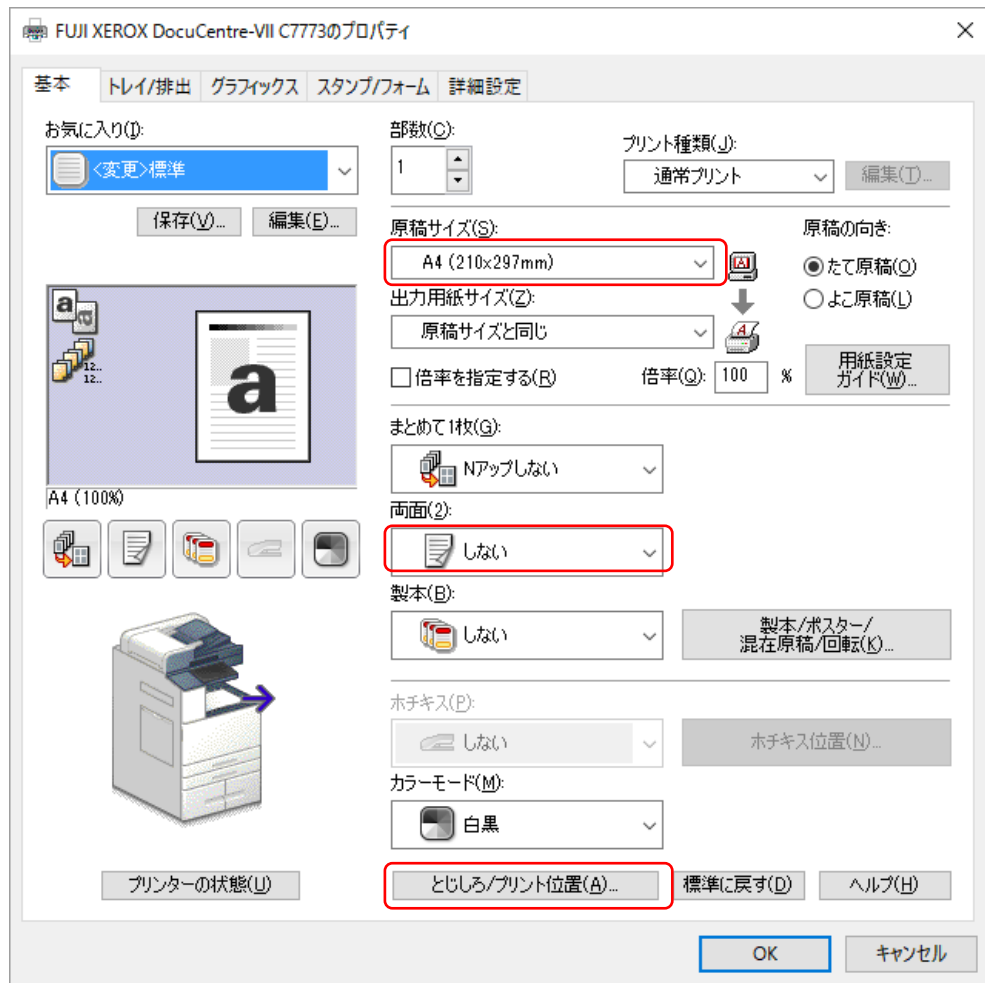 FUJI XEROX DocuCentre-VII C7773のプロパティ
基本 トレイ/排出 グラフィックス スタンプ/フォーム 詳細設定
お気に入り(I):
<変更>標準
保存(V)... 編集(E)...
a
a
12..
12..
a
A4 (100%)
プリンターの状態(U)
部数(C):
1
プリント種類(J):
通常プリント
編集(T)...
原稿サイズ(S):
A4 (210x297mm)
原稿の向き:
たて原稿(O)
よこ原稿(L)
出力用紙サイズ(Z):
原稿サイズと同じ
倍率を指定する(R)
倍率(Q): 100 %
用紙設定
ガイド(W)...
まとめて1枚(G):
Nアップしない
両面(2):
しない
製本(B):
しない
製本/ポスター/
混在原稿/回転(K)...
ホチキス(P):
しない
ホチキス位置(N)...
カラーモード(M):
白黒
とじしろ/プリント位置(A)... 標準に戻す(D) ヘルプ(H)
OK キャンセル